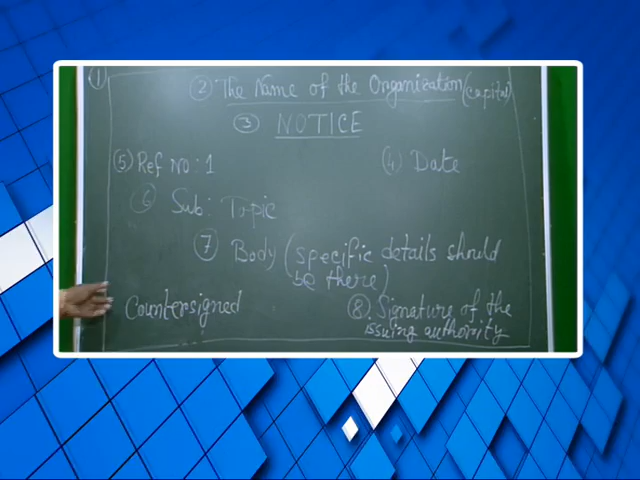 ① 
② The Name of the Organization (Capital)
③ NOTICE
⑤ Ref no: 1 ④ Date
⑥ Sub: Topic
⑦ Body (specific details should
be there)
Countersigned ⑧ Signature of the
issuing authority